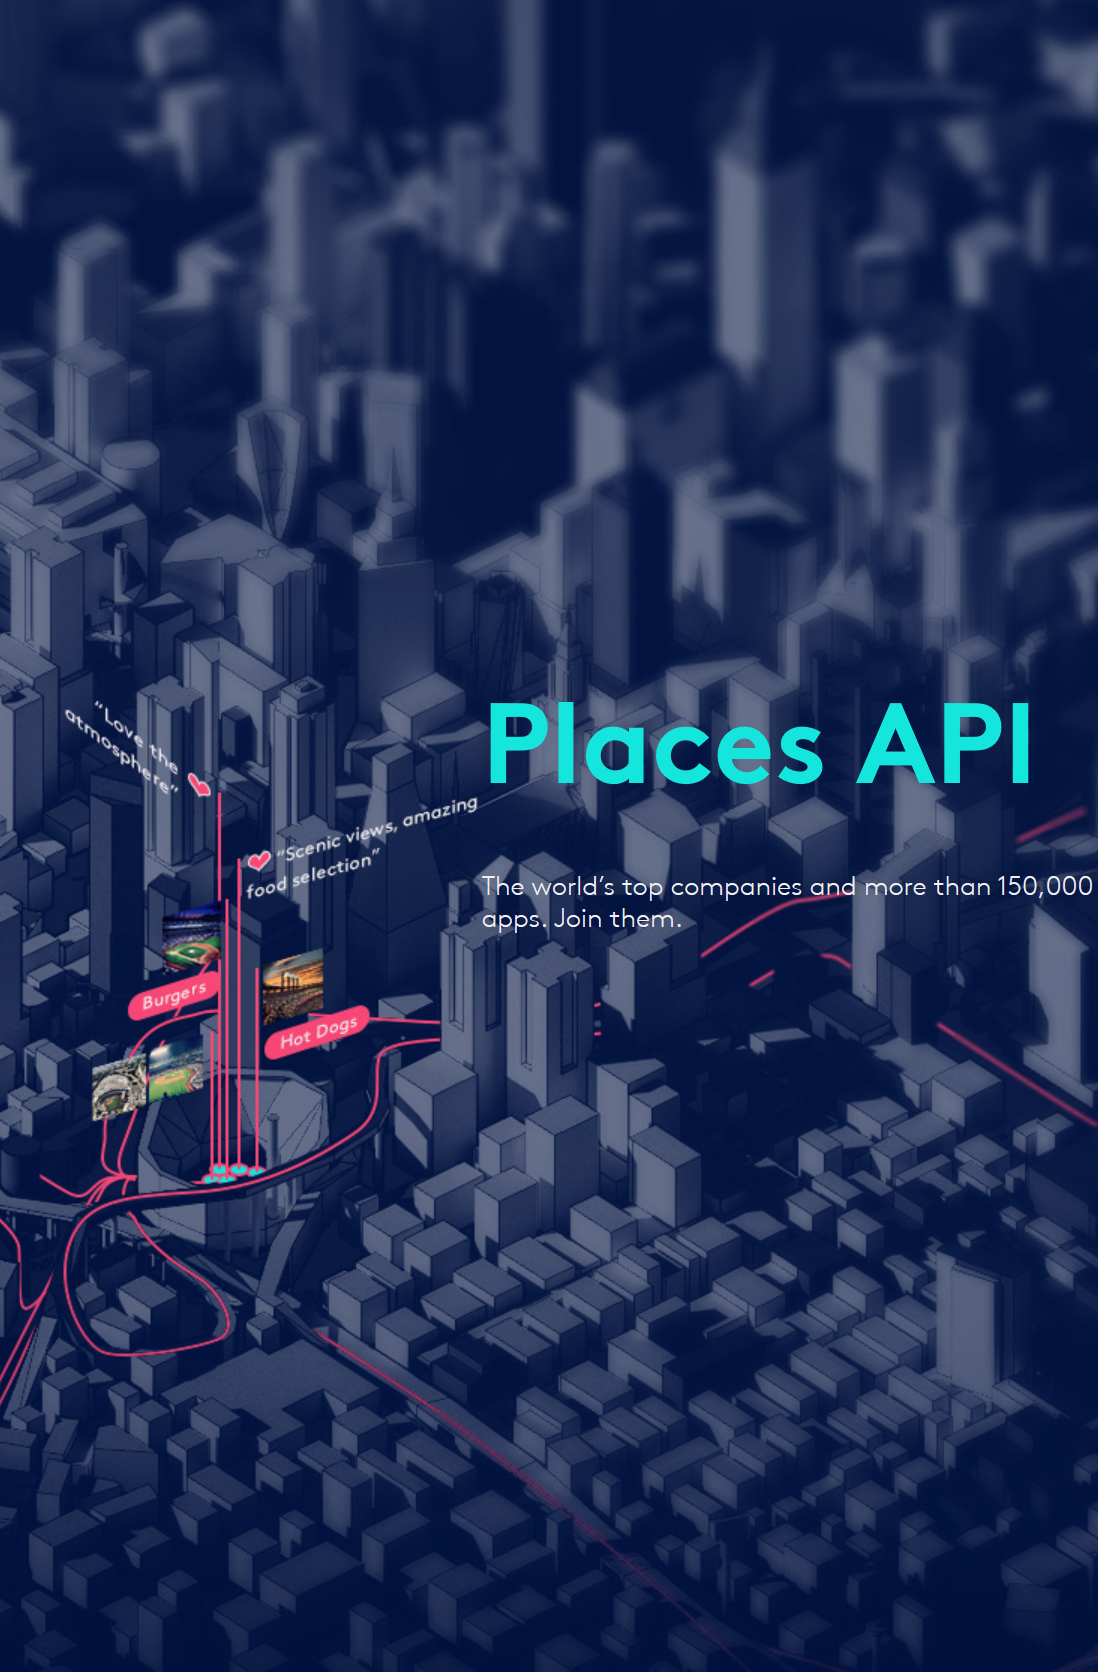 "Love the
atmosphere"
"Scenic views, amazing
food selection"
Burgers
Hot Dogs
Places API
The world’s top companies and more than 150,000
apps. Join them.